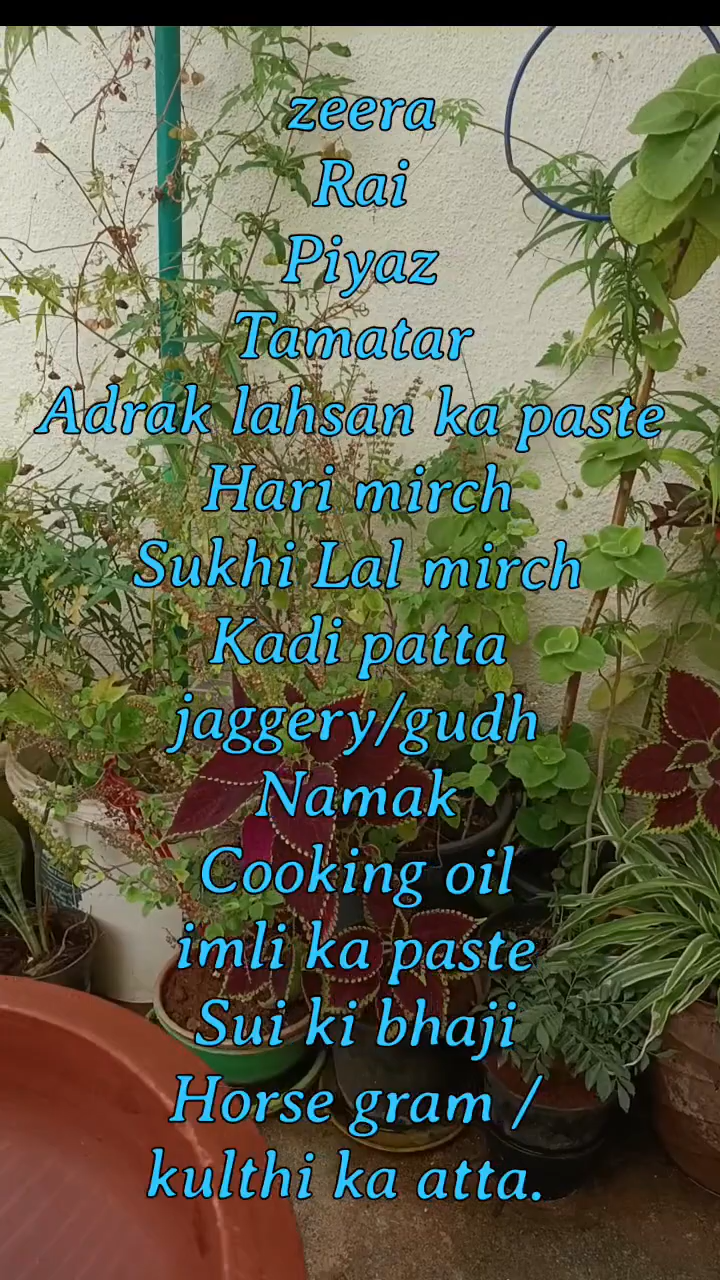 zeera
Rai
Piyaz
Tamatar
Adrak lahsan ka paste
Hari mirch
Sukhi Lal mirch
Kadi patta
jaggery/gudh
Namak
Cooking oil
imli ka paste
Sui ki bhaji
Horse gram /
kulthi ka atta.